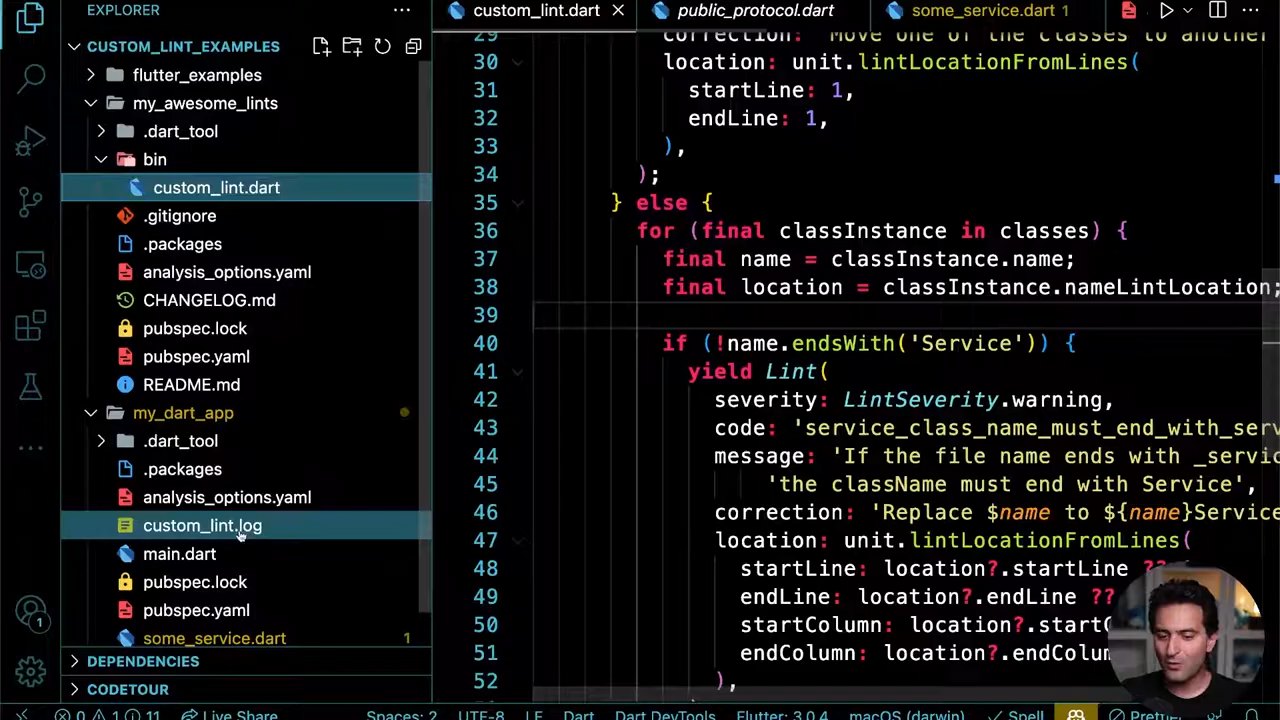 EXPLORER
CUSTOM_LINT_EXAMPLES
flutter_examples
my_awesome_lints
.dart_tool
bin
custom_lint.dart
.gitignore
.packages
analysis_options.yaml
CHANGELOG.md
pubspec.lock
pubspec.yaml
README.md
my_dart_app
.dart_tool
.packages
analysis_options.yaml
custom_lint.log
main.dart
pubspec.lock
pubspec.yaml
some_service.dart 1
DEPENDENCIES
CODETOUR
1
custom_lint.dart
public_protocol.dart
some_service.dart 1
29 correction: 'Move one of the classes to another
30 location: unit.lintLocationFromLines(
31 startLine: 1,
32 endLine: 1,
33 ),
34 );
35 } else {
36 for (final classInstance in classes) {
37 final name = classInstance.name;
38 final location = classInstance.nameLintLocation;
39
40 if (!name.endsWith('Service')) {
41 yield Lint(
42 severity: LintSeverity.warning,
43 code: 'service_class_name_must_end_with_serv
44 message: 'If the file name ends with _servic
45 'the className must end with Service',
46 correction: 'Replace $name to ${name}Service
47 location: unit.lintLocationFromLines(
48 startLine: location?.startLine ??
49 endLine: location?.endLine ??
50 startColumn: location?.startC
51 endColumn: location?.endColum
52 ),
0 1 11 Live Share Spaces: 2 UTF-8 LF Dart Dart DevTools Flutter: 3.0.4 macOS (darwin) Spell Prettier